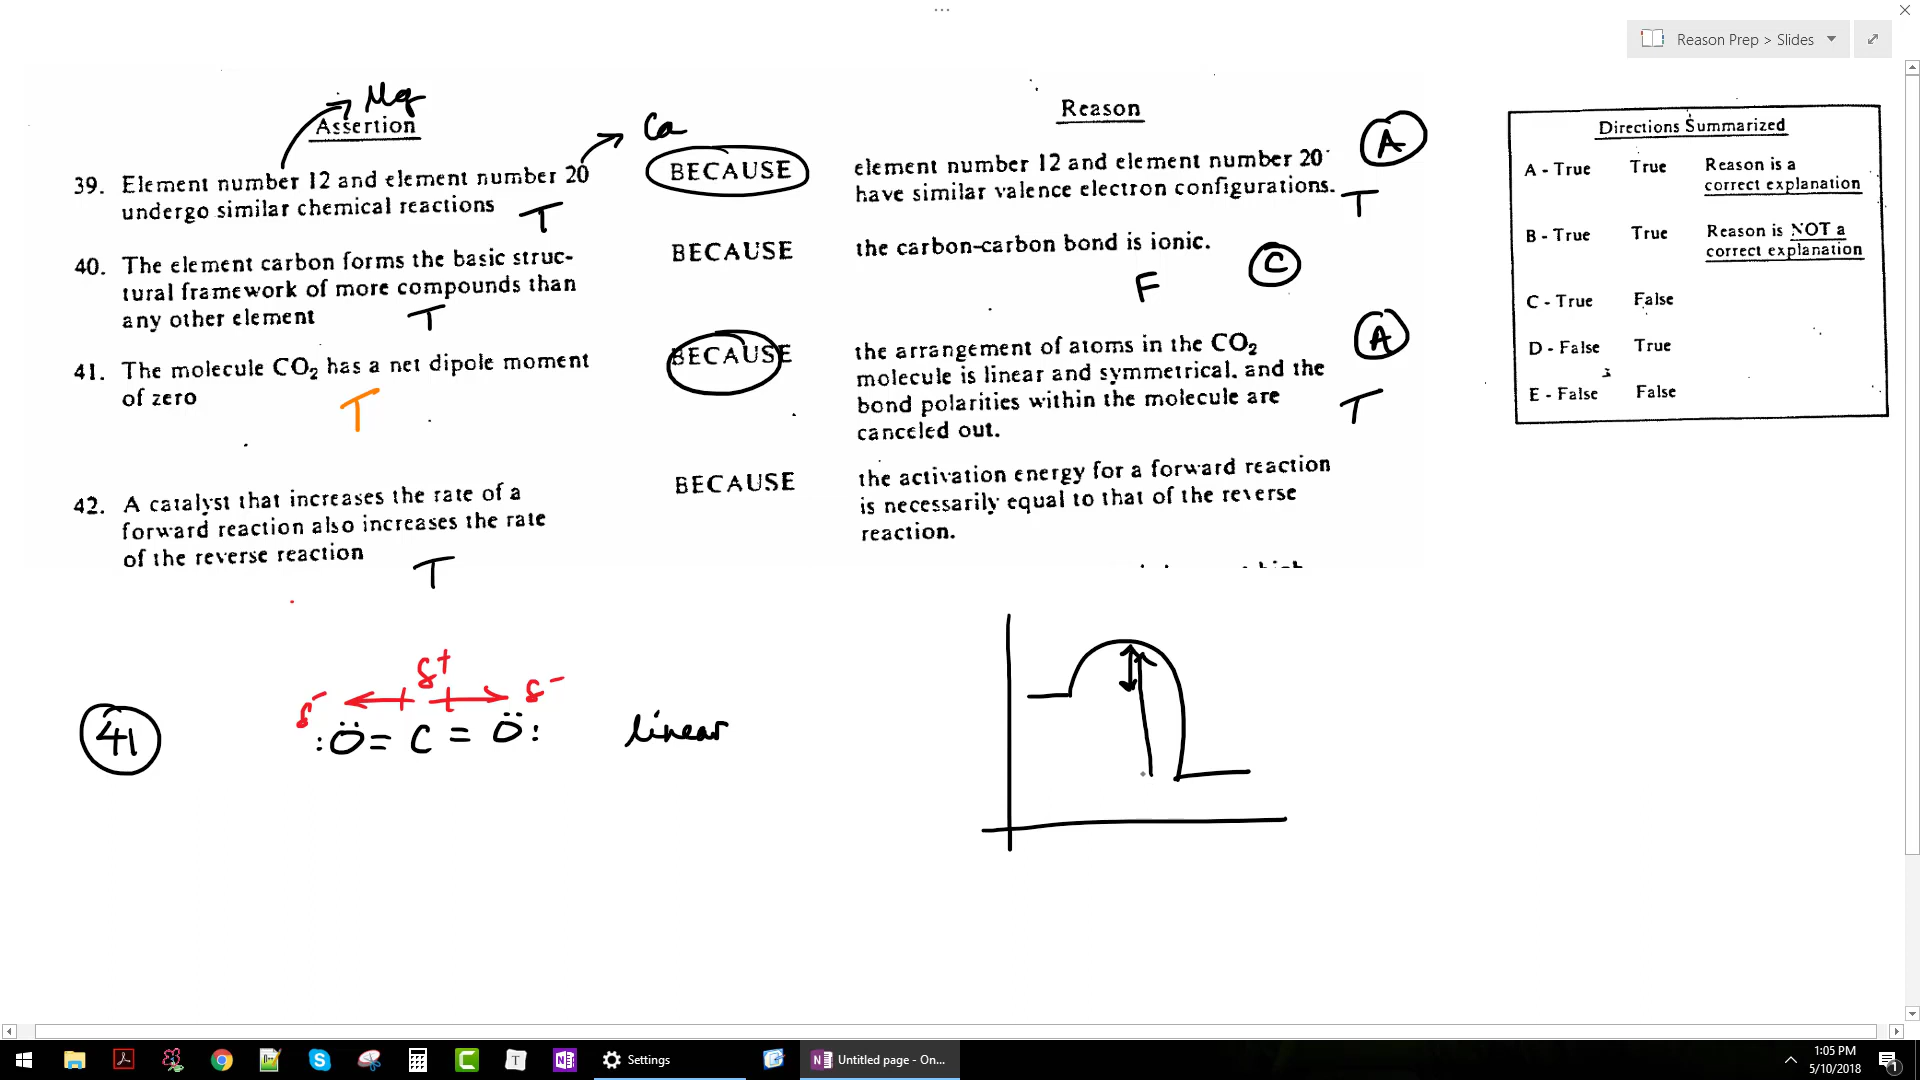 ...
Reason Prep > Slides
Mg
Assertion
Ca
Reason
39. Element number 12 and element number 20
undergo similar chemical reactions T
BECAUSE
element number 12 and element number 20
have similar valence electron configurations. T
A
40. The element carbon forms the basic struc-
tural framework of more compounds than
any other element T
BECAUSE
the carbon-carbon bond is ionic.
F
C
41. The molecule CO₂ has a net dipole moment
of zero T
BECAUSE
the arrangement of atoms in the CO₂
molecule is linear and symmetrical. and the
bond polarities within the molecule are
canceled out.
T
A
42. A catalyst that increases the rate of a
forward reaction also increases the rate
of the reverse reaction T
BECAUSE
the activation energy for a forward reaction
is necessarily equal to that of the reverse
reaction.
Directions Summarized
A - True True Reason is a
correct explanation
B - True True Reason is NOT a
correct explanation
C - True False
D - False True
E - False False
41
δ- δ+ δ-
:Ö = C = Ö: linear
Settings
Untitled page - On...
1:05 PM
5/10/2018
1